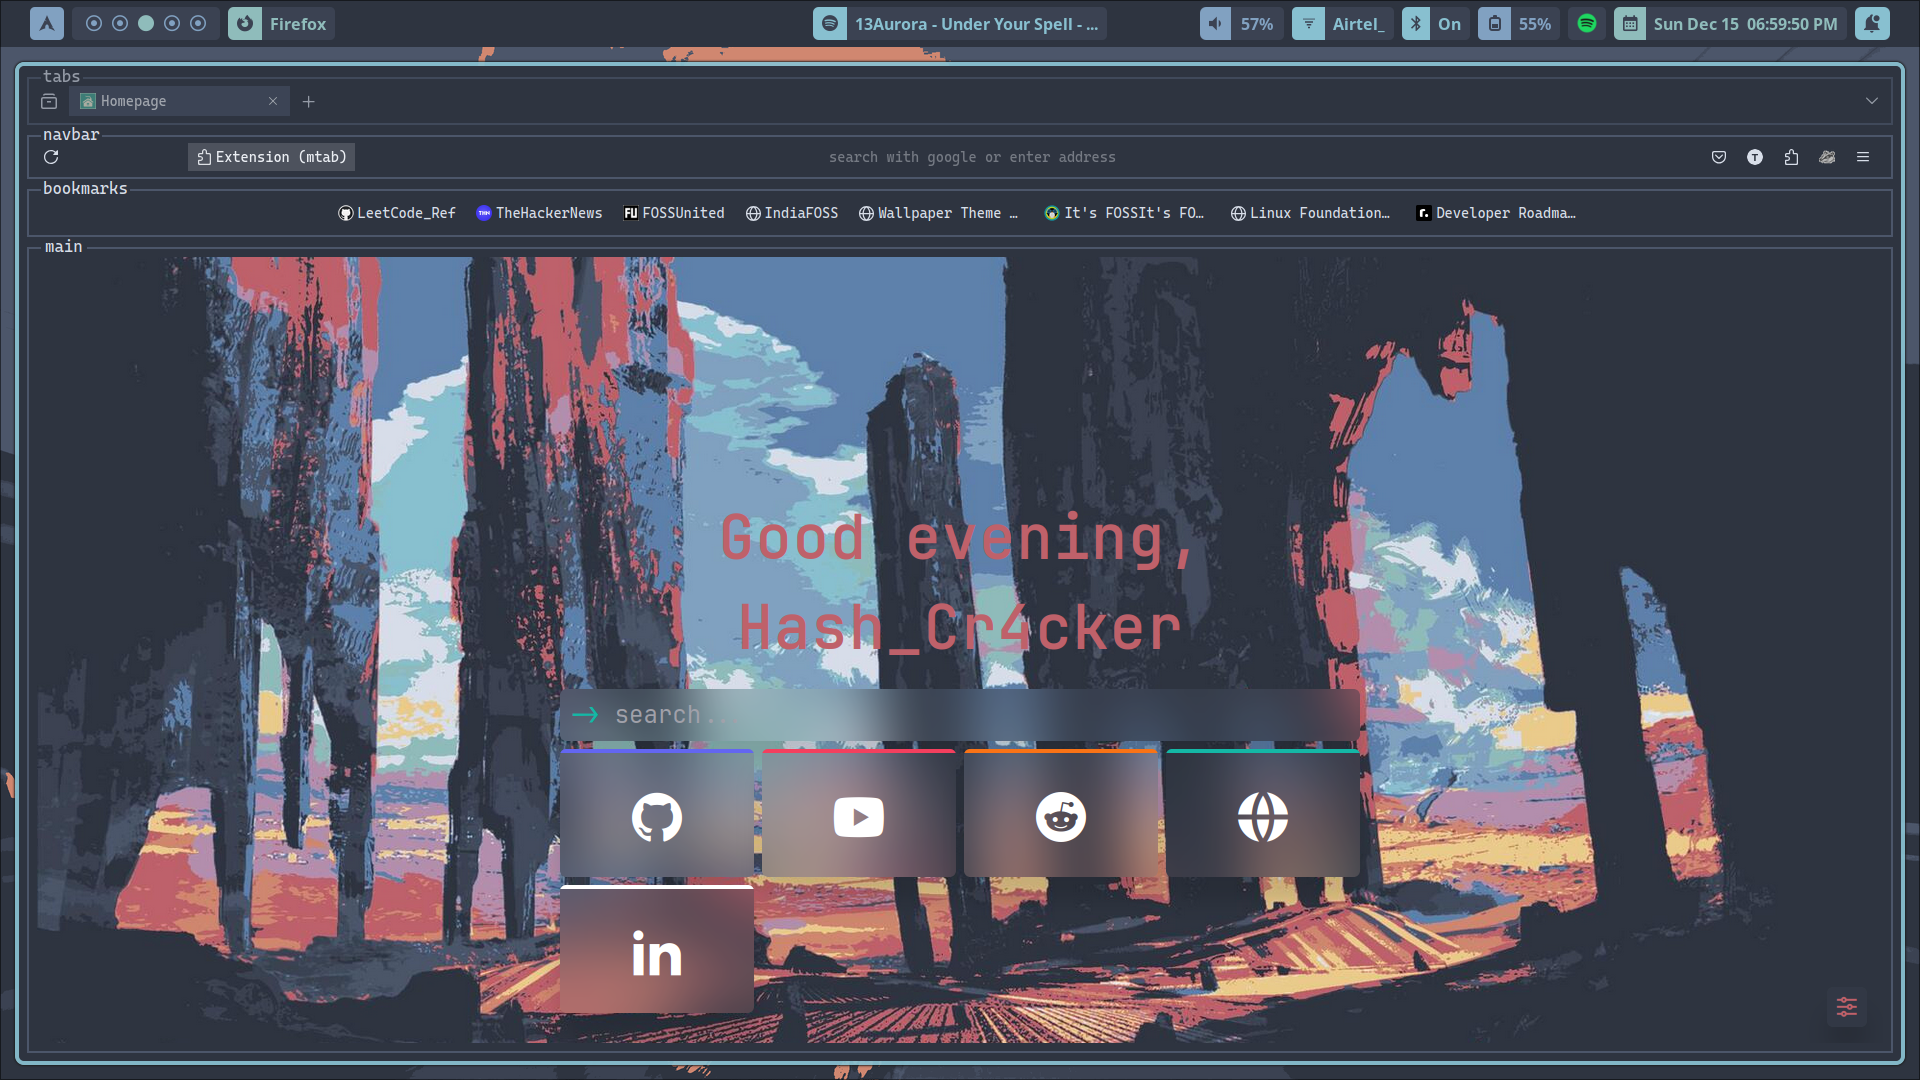 Firefox
13Aurora - Under Your Spell - ...
57%
Airtel_
On
55%
Sun Dec 15 06:59:50 PM
tabs
Homepage
navbar
Extension (mtab)
search with google or enter address
T
bookmarks
LeetCode_Ref
THN
TheHackerNews
FU
FOSSUnited
IndiaFOSS
Wallpaper Theme …
It's FOSSIt's FO…
Linux Foundation…
r.
Developer Roadma…
main
Good evening,
Hash_Cr4cker
search..
in